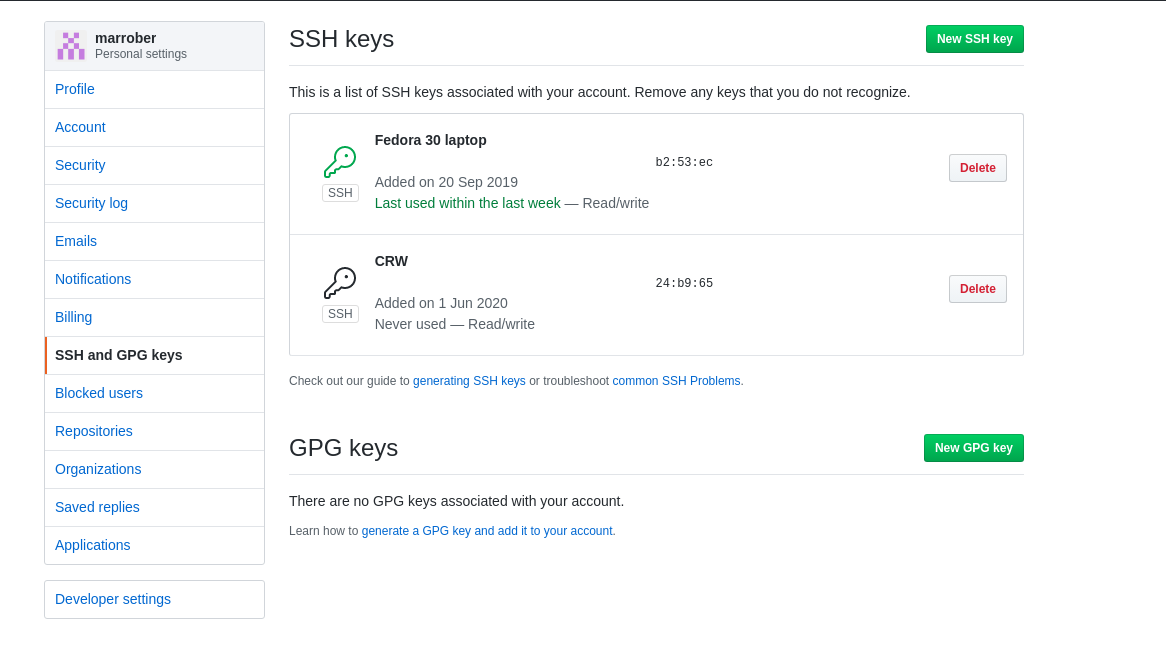 marrober
Personal settings
Profile
Account
Security
Security log
Emails
Notifications
Billing
SSH and GPG keys
Blocked users
Repositories
Organizations
Saved replies
Applications
Developer settings
SSH keys
New SSH key
This is a list of SSH keys associated with your account. Remove any keys that you do not recognize.
Fedora 30 laptop
b2:53:ec
Delete
SSH
Added on 20 Sep 2019
Last used within the last week — Read/write
CRW
24:b9:65
Delete
SSH
Added on 1 Jun 2020
Never used — Read/write
Check out our guide to generating SSH keys or troubleshoot common SSH Problems.
GPG keys
New GPG key
There are no GPG keys associated with your account.
Learn how to generate a GPG key and add it to your account.